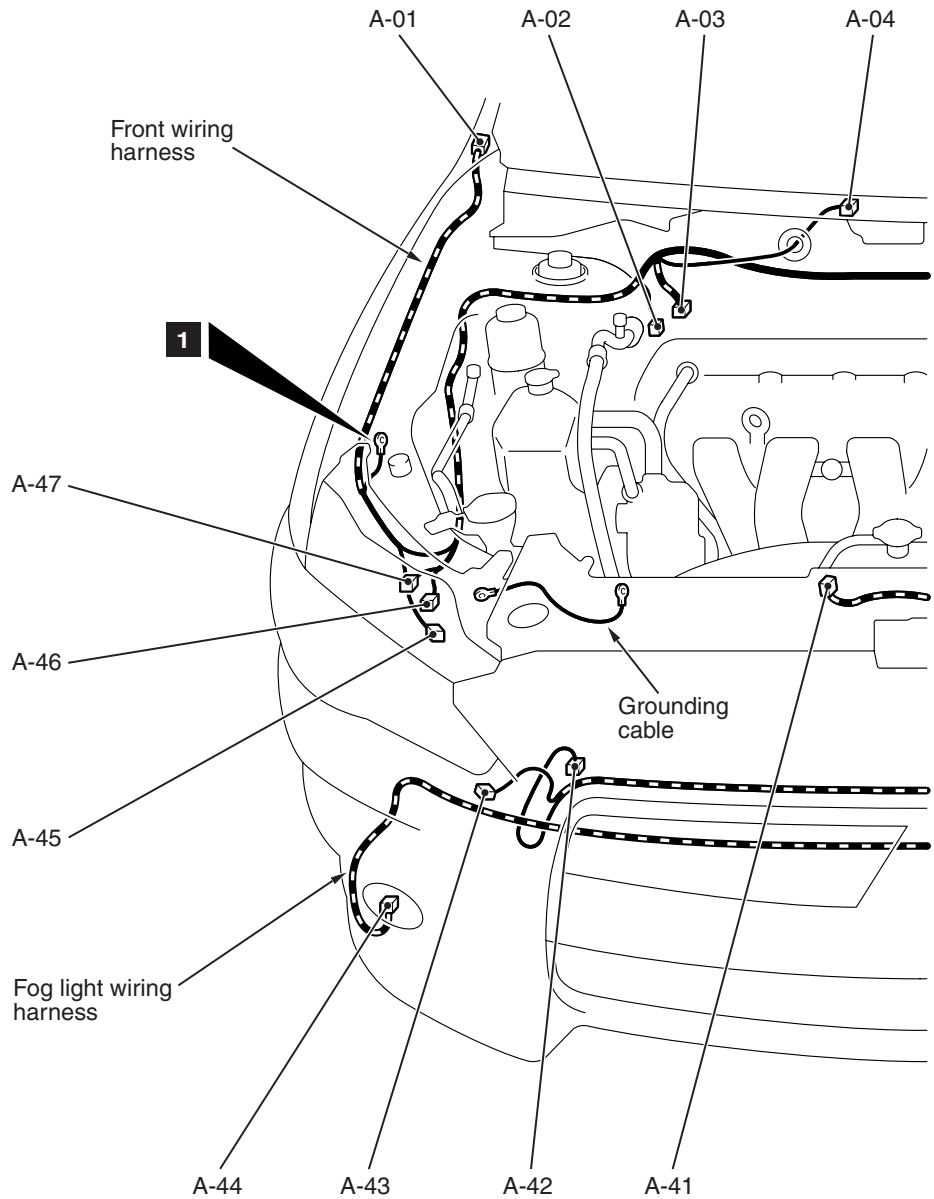 A-01
A-02
A-03
A-04
Front wiring
harness
1
A-47
A-46
Grounding
cable
A-45
Fog light wiring
harness
A-44
A-43
A-42
A-41